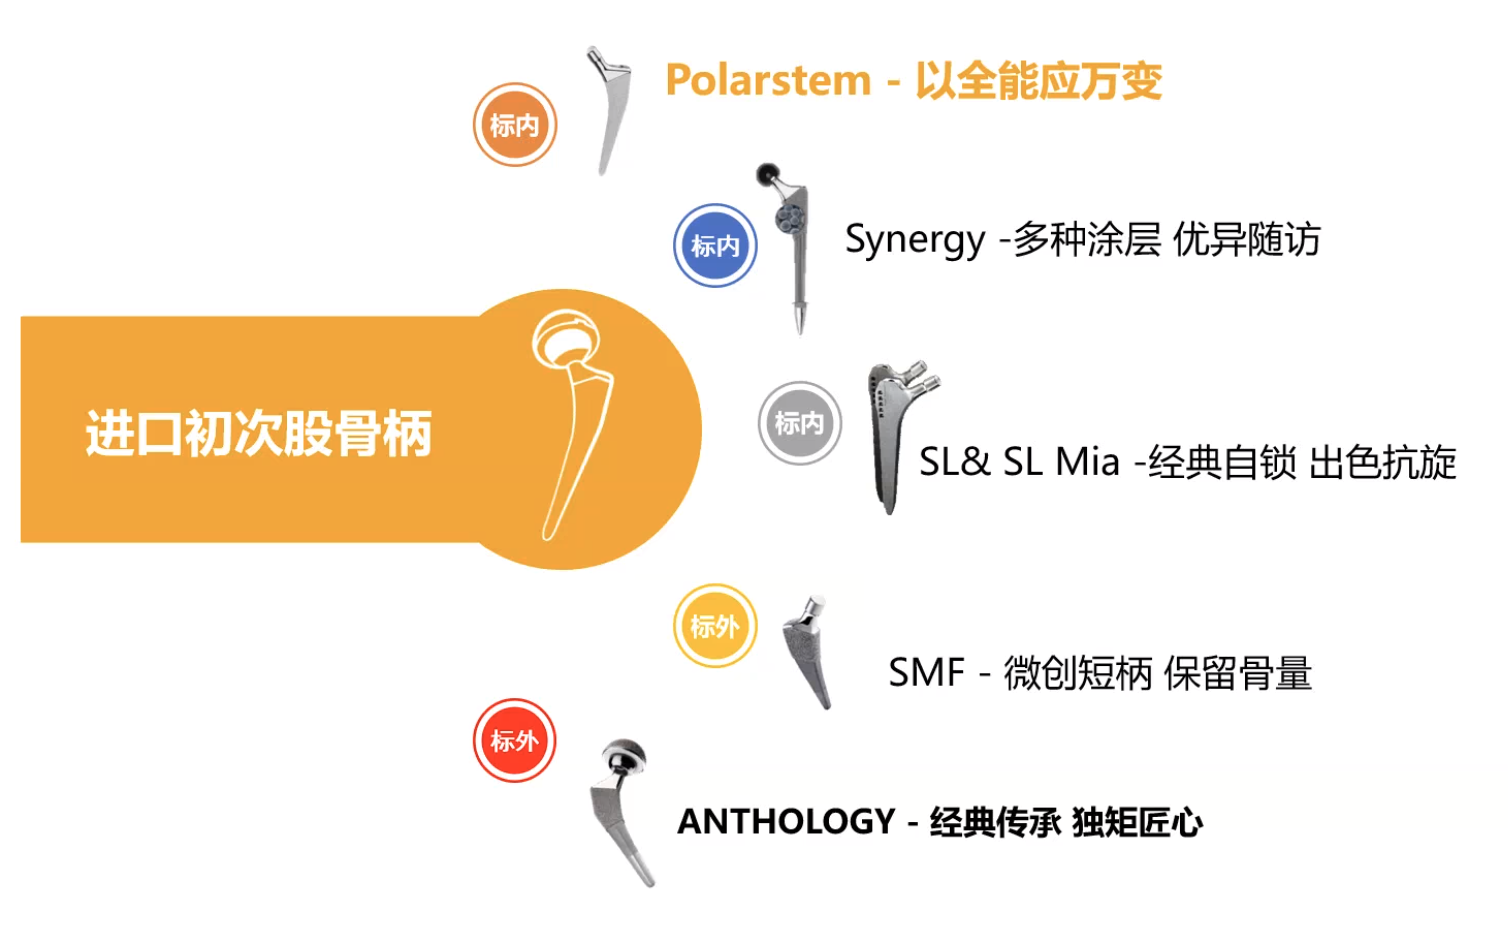 标内
Polarstem - 以全能应万变
标内
Synergy -多种涂层 优异随访
进口初次股骨柄
标内
SL& SL Mia -经典自锁 出色抗旋
标外
SMF - 微创短柄 保留骨量
标外
ANTHOLOGY - 经典传承 独矩匠心